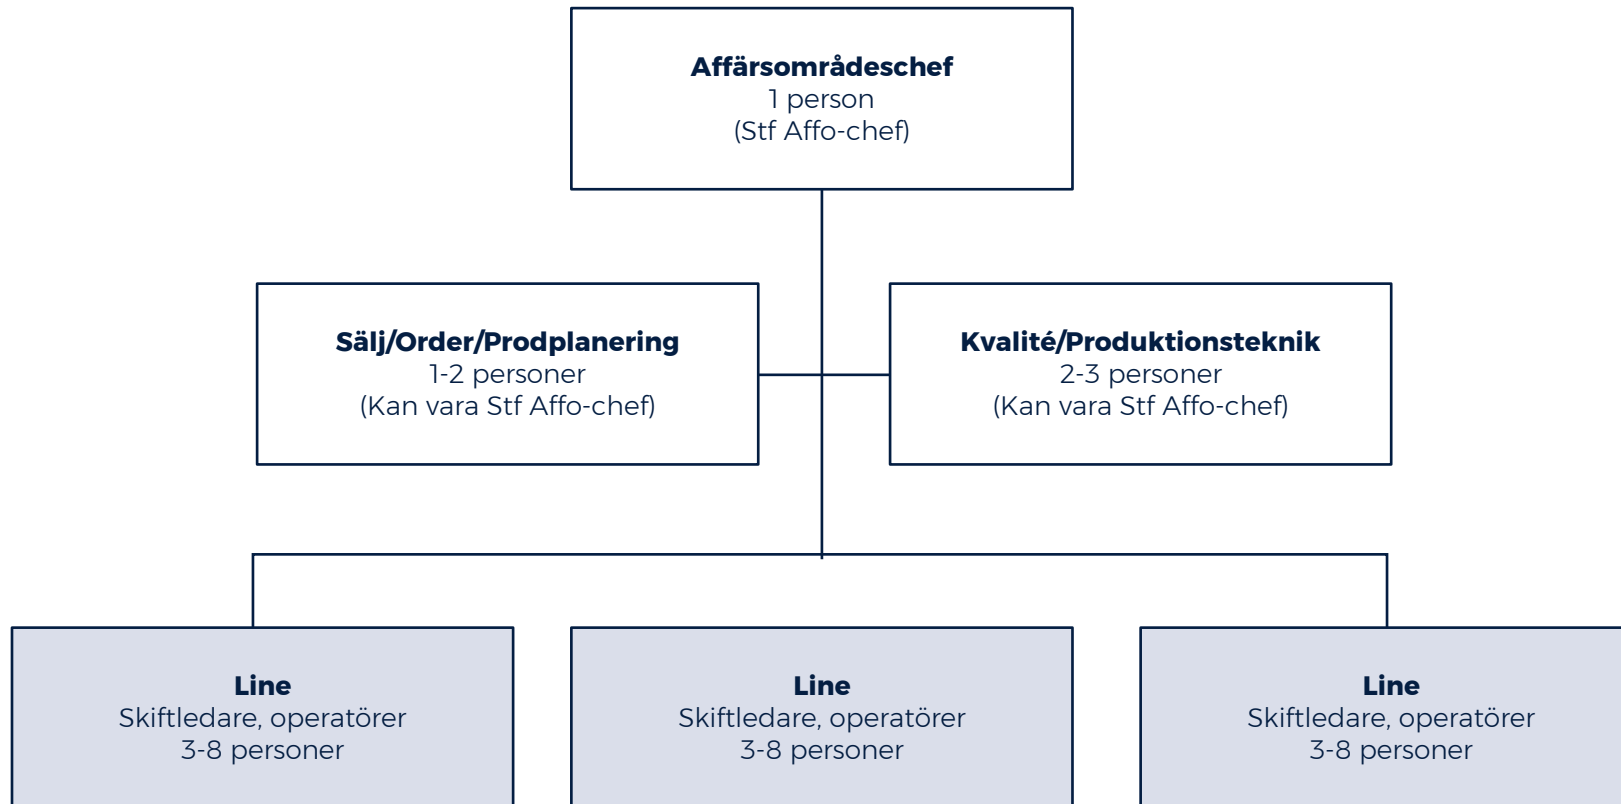 Affärsområdeschef
1 person
(Stf Affo-chef)
Sälj/Order/Prodplanering
1-2 personer
(Kan vara Stf Affo-chef)
Kvalité/Produktionsteknik
2-3 personer
(Kan vara Stf Affo-chef)
Line
Skiftledare, operatörer
3-8 personer
Line
Skiftledare, operatörer
3-8 personer
Line
Skiftledare, operatörer
3-8 personer